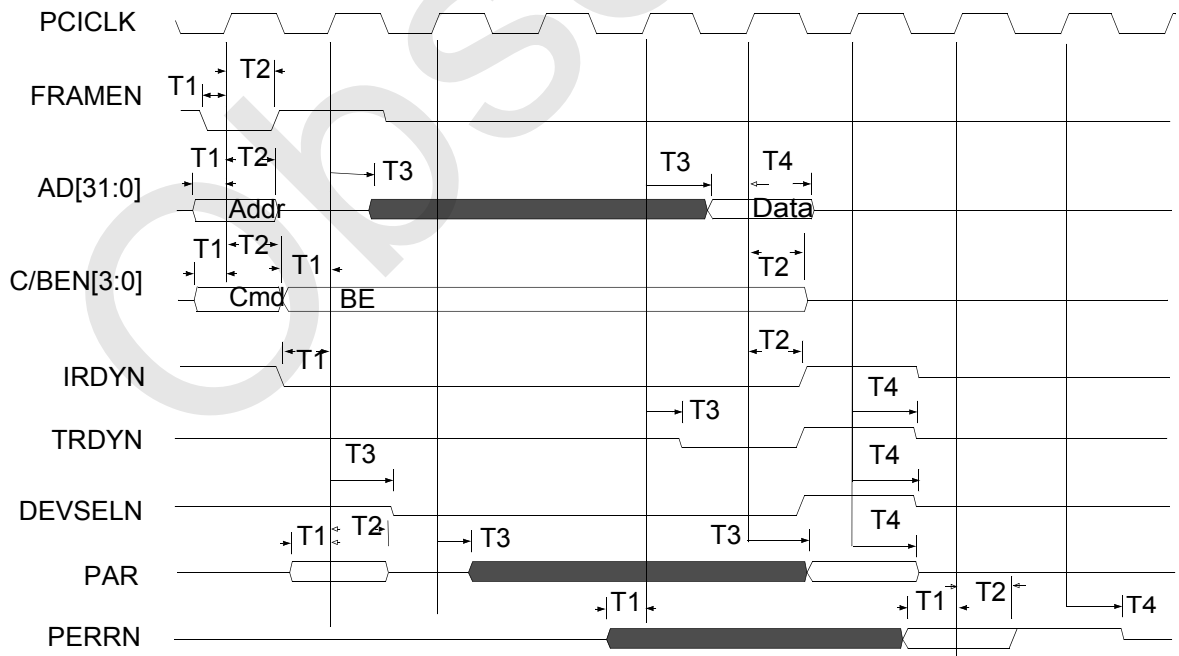 PCICLK
T2
T1
FRAMEN
T1 T2 T3 T3 T4
AD[31:0]
Addr Data
T1 T2 T1 T2
C/BEN[3:0]
Cmd BE
T1 T2
IRDYN
T4
T3
TRDYN
T3 T4
DEVSELN
T1 T2 T3 T3 T4
PAR
T1 T1 T2 T4
PERRN